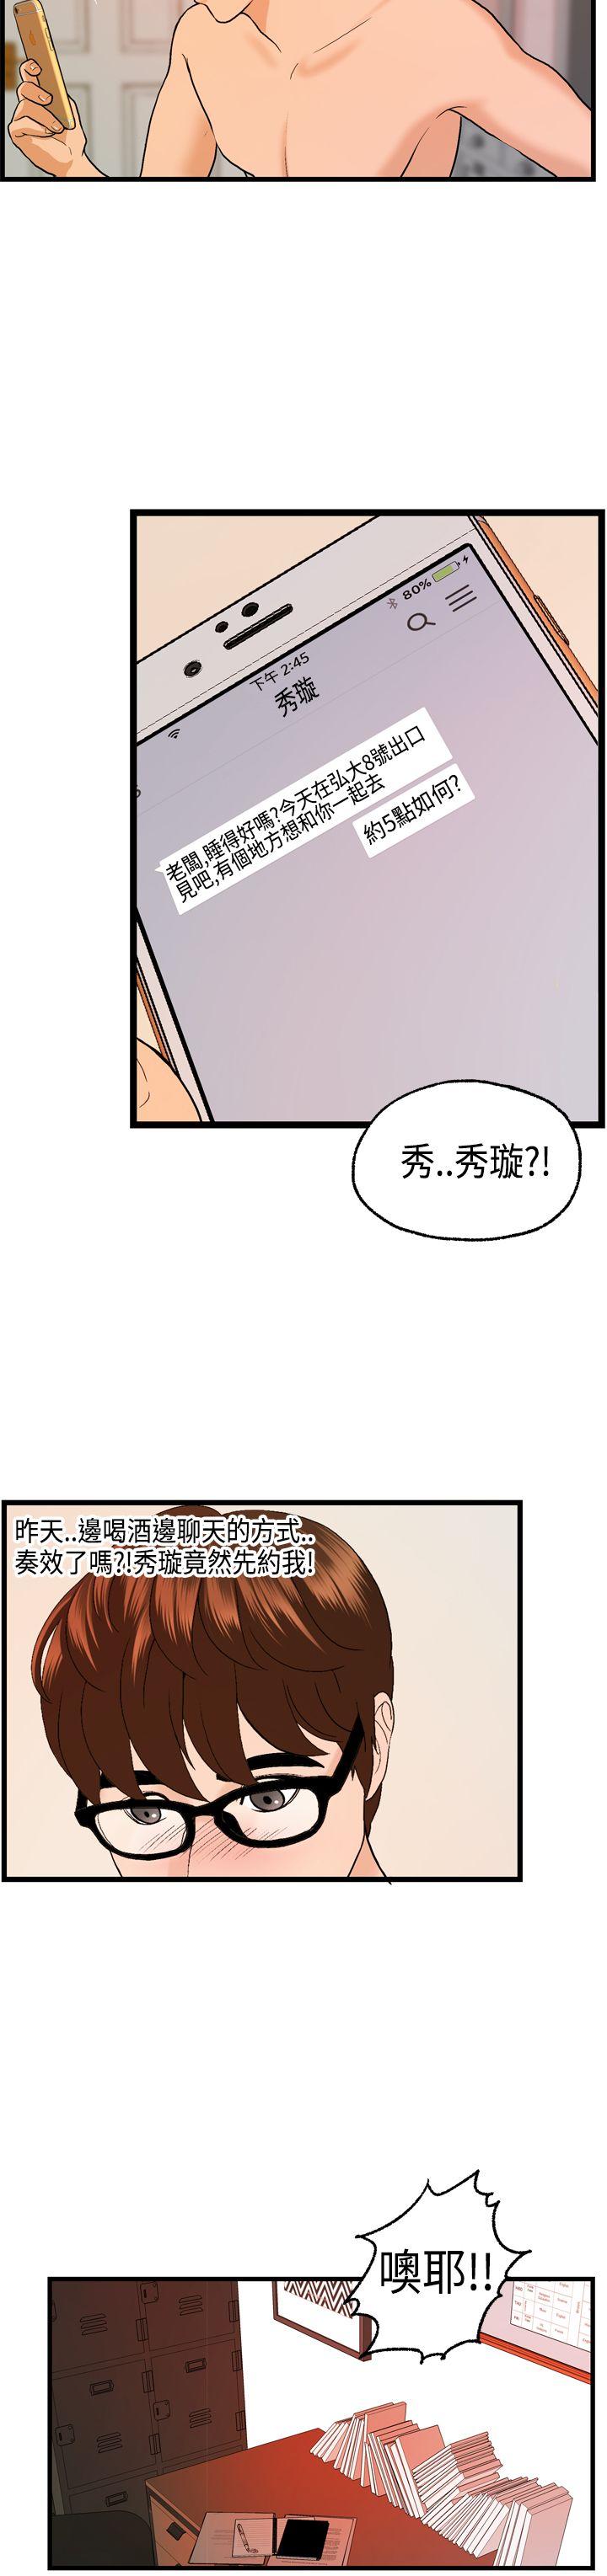 80%
下午 2:45
秀璇
老闆,睡得好嗎?今天在弘大8號出口
見吧,有個地方想和你一起去
約5點如何?
秀..秀璇?!
昨天..邊喝酒邊聊天的方式..
奏效了嗎?!秀璇竟然先約我!
噢耶!!